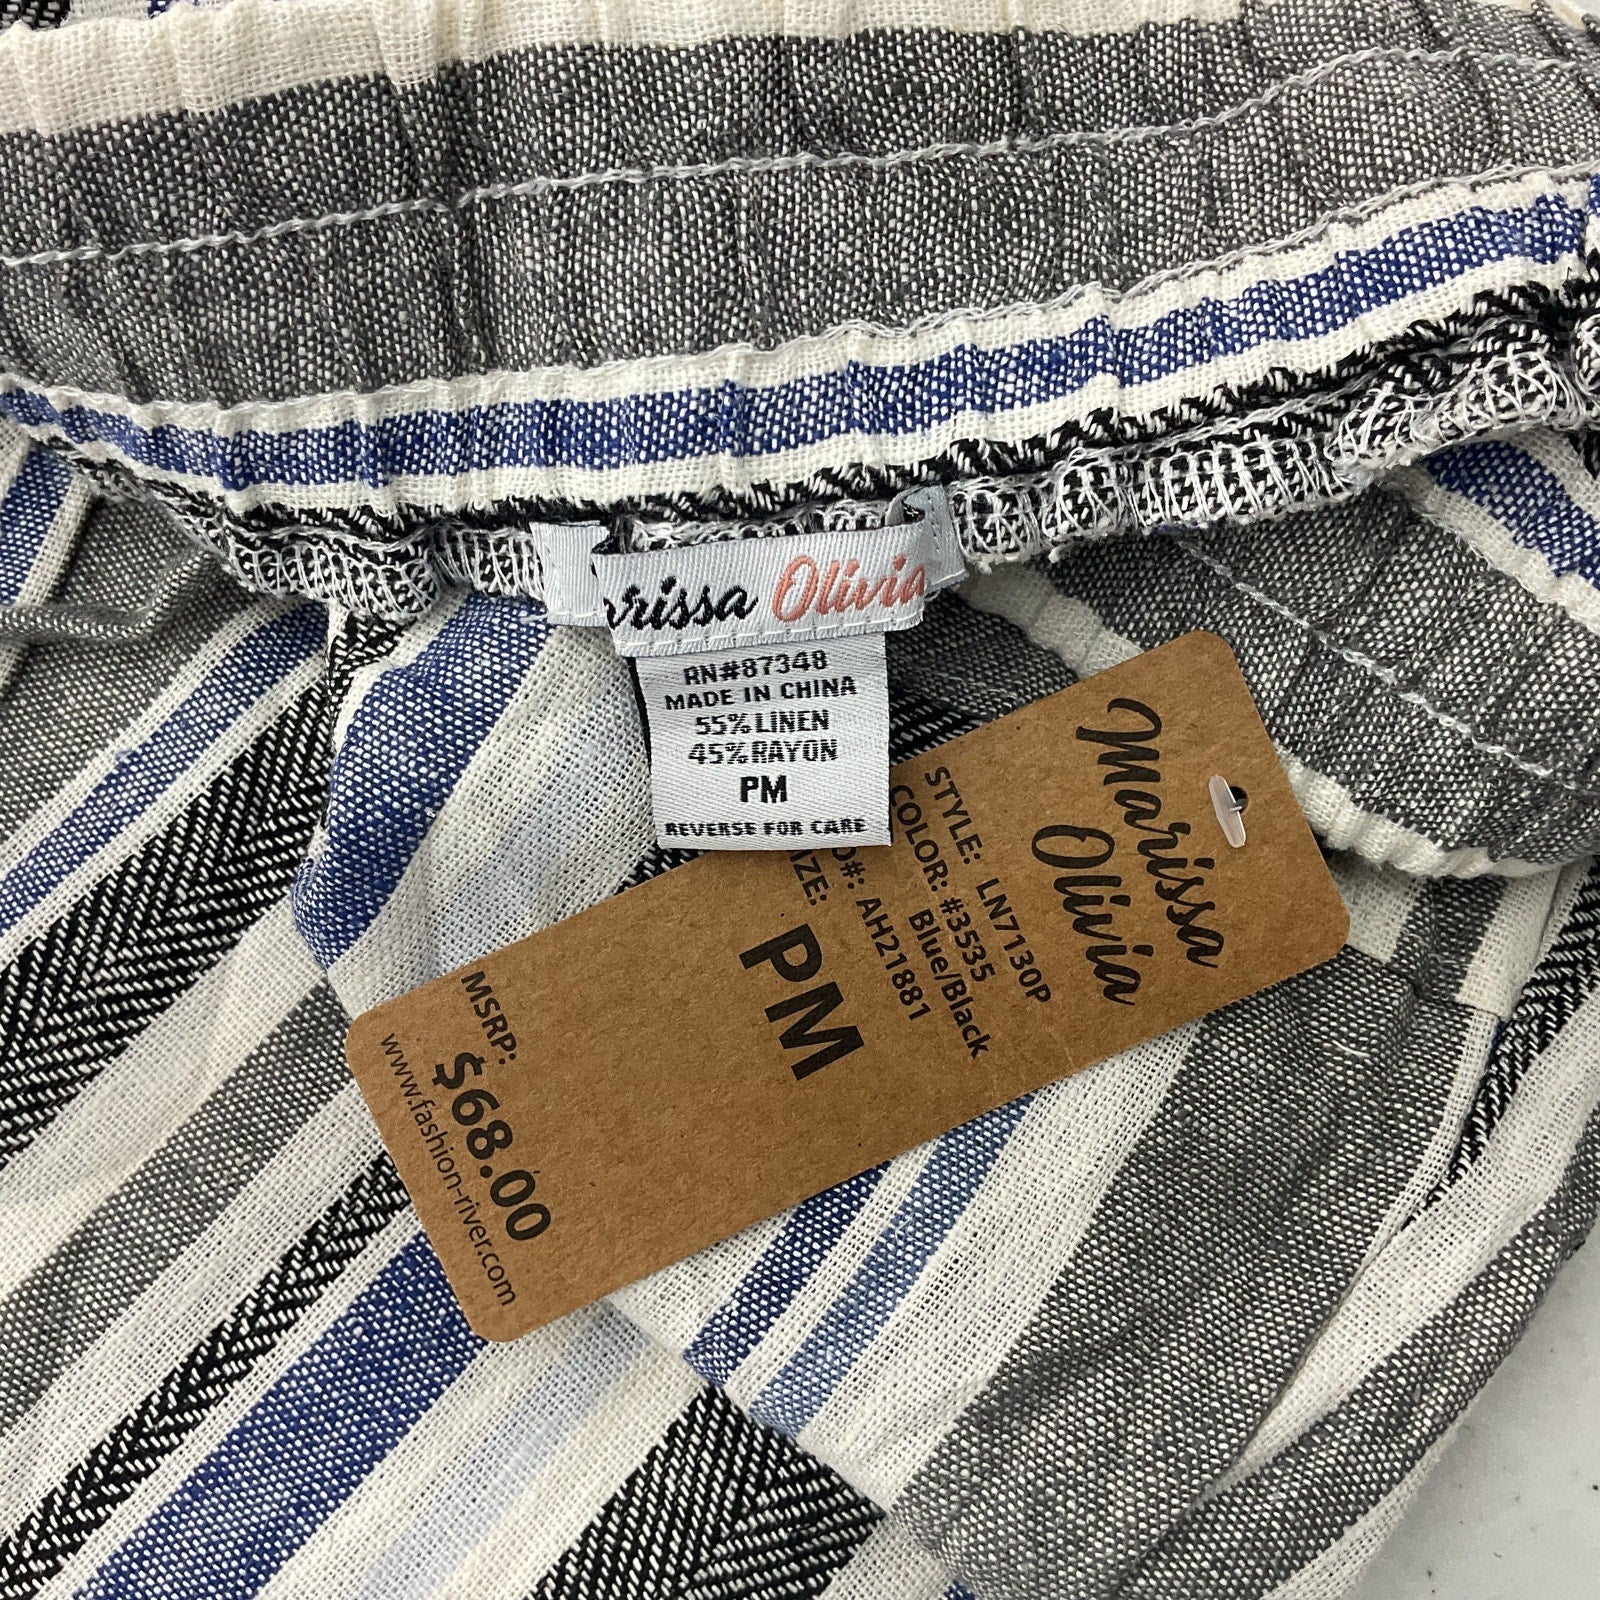 Olivia
RN#87348
MADE IN CHINA
55% LINEN
45% RAYON
PM
REVERSE FOR CARE
Marissa
Olivia
STYLE: LN7130P
COLOR: #3535
Blue/Black
AH21881
PM
MSRP:
$68.00
www.fashion-river.com